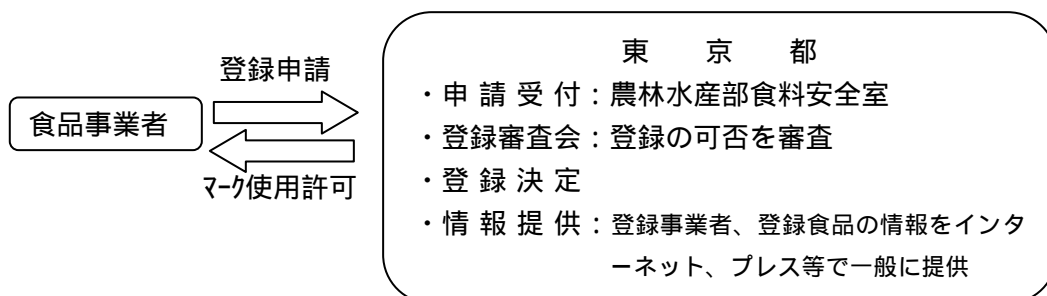 登録申請
食品事業者
マーク使用許可
東 京 都
・申 請 受 付：農林水産部食料安全室
・登録審査会：登録の可否を審査
・登 録 決 定
・情 報 提 供：登録事業者、登録食品の情報をインタ
ーネット、プレス等で一般に提供